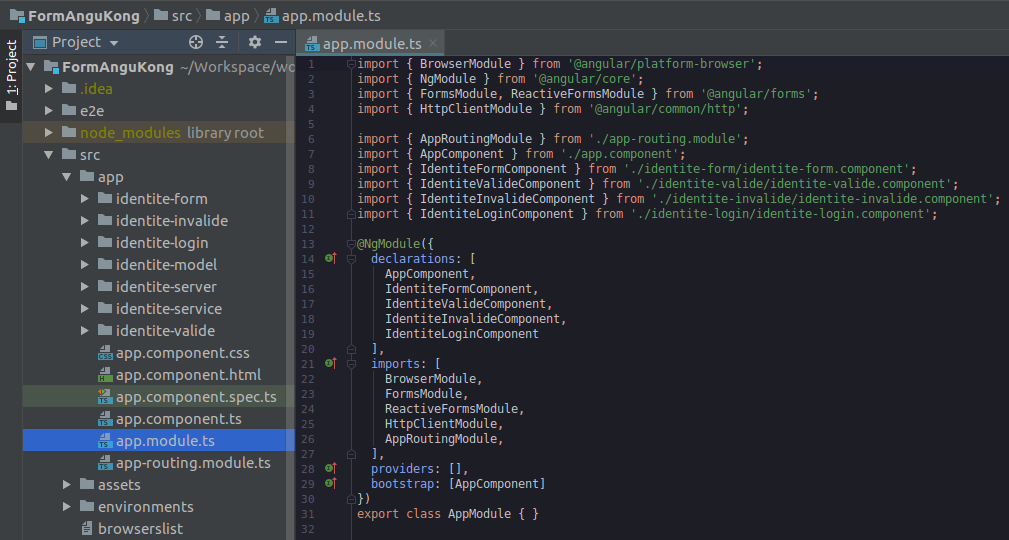 FormAnguKong src app app.module.ts
1: Project
Project
FormAnguKong ~/Workspace/wo
.idea
e2e
node_modules library root
src
app
identite-form
identite-invalide
identite-login
identite-model
identite-server
identite-service
identite-valide
app.component.css
app.component.html
app.component.spec.ts
app.component.ts
app.module.ts
app-routing.module.ts
assets
environments
browserslist
app.module.ts
1 import { BrowserModule } from '@angular/platform-browser';
2 import { NgModule } from '@angular/core';
3 import { FormsModule, ReactiveFormsModule } from '@angular/forms';
4 import { HttpClientModule } from '@angular/common/http';
5
6 import { AppRoutingModule } from './app-routing.module';
7 import { AppComponent } from './app.component';
8 import { IdentiteFormComponent } from './identite-form/identite-form.component';
9 import { IdentiteValideComponent } from './identite-valide/identite-valide.component';
10 import { IdentiteInvalideComponent } from './identite-invalide/identite-invalide.component';
11 import { IdentiteLoginComponent } from './identite-login/identite-login.component';
12
13 @NgModule({
14 declarations: [
15 AppComponent,
16 IdentiteFormComponent,
17 IdentiteValideComponent,
18 IdentiteInvalideComponent,
19 IdentiteLoginComponent
20 ],
21 imports: [
22 BrowserModule,
23 FormsModule,
24 ReactiveFormsModule,
25 HttpClientModule,
26 AppRoutingModule,
27 ],
28 providers: [],
29 bootstrap: [AppComponent]
30 })
31 export class AppModule { }
32